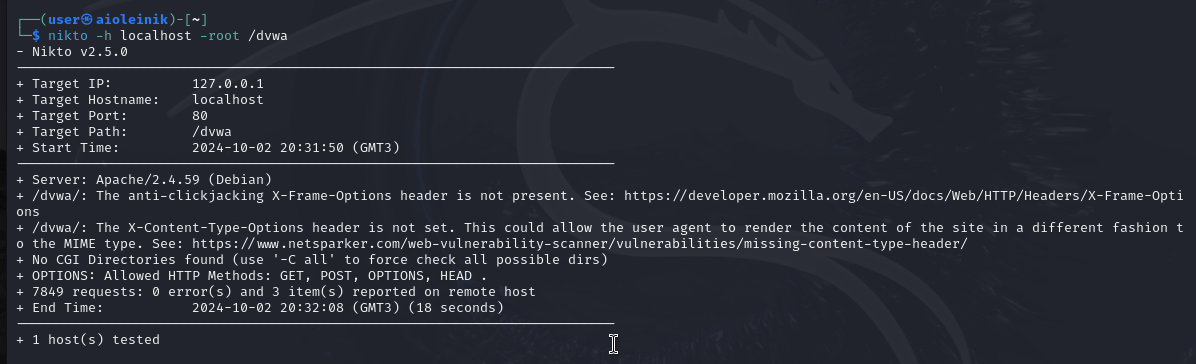 ┌──(user㉿aioleinik)-[~]
└─$ nikto -h localhost -root /dvwa
- Nikto v2.5.0
---------------------------------------------------------------------------
+ Target IP:          127.0.0.1
+ Target Hostname:    localhost
+ Target Port:        80
+ Target Path:        /dvwa
+ Start Time:         2024-10-02 20:31:50 (GMT3)
---------------------------------------------------------------------------
+ Server: Apache/2.4.59 (Debian)
+ /dvwa/: The anti-clickjacking X-Frame-Options header is not present. See: https://developer.mozilla.org/en-US/docs/Web/HTTP/Headers/X-Frame-Opti
ons
+ /dvwa/: The X-Content-Type-Options header is not set. This could allow the user agent to render the content of the site in a different fashion t
o the MIME type. See: https://www.netsparker.com/web-vulnerability-scanner/vulnerabilities/missing-content-type-header/
+ No CGI Directories found (use '-C all' to force check all possible dirs)
+ OPTIONS: Allowed HTTP Methods: GET, POST, OPTIONS, HEAD .
+ 7849 requests: 0 error(s) and 3 item(s) reported on remote host
+ End Time:           2024-10-02 20:32:08 (GMT3) (18 seconds)
---------------------------------------------------------------------------
+ 1 host(s) tested